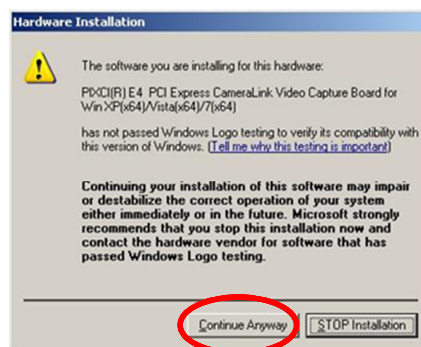 Hardware Installation
The software you are installing for this hardware:
PIXCI(R) E4 PCI Express CameraLink Video Capture Board for
Win XP(x64)/Vista(x64)/7(x64)
has not passed Windows Logo testing to verify its compatibility with
this version of Windows. (Tell me why this testing is important)
Continuing your installation of this software may impair
or destabilize the correct operation of your system
either immediately or in the future. Microsoft strongly
recommends that you stop this installation now and
contact the hardware vendor for software that has
passed Windows Logo testing.
Continue Anyway STOP Installation